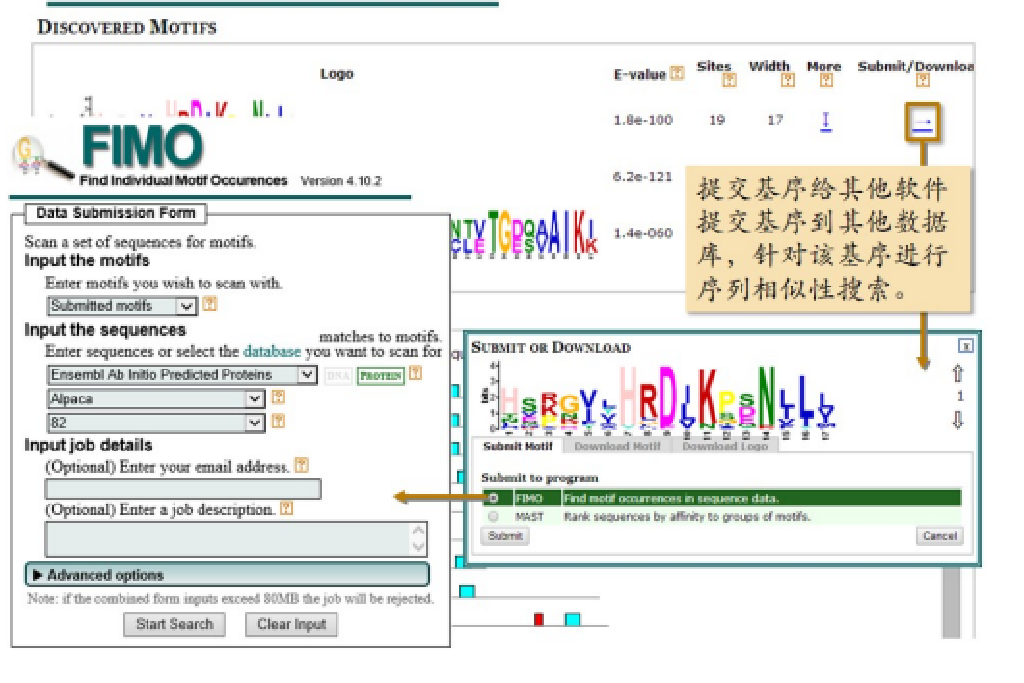 DISCOVERED MOTIFS
Logo
E-value ? Sites ? Width ? More ? Submit/Downloa ?
1.8e-100 19 17
6.2e-121
1.4e-060
提交基序给其他软件
提交基序到其他数据
库，针对该基序进行
序列相似性搜索。
FIMO
Find Individual Motif Occurences Version 4.10.2
Data Submission Form
Scan a set of sequences for motifs.
Input the motifs
Enter motifs you wish to scan with.
Submitted motifs ?
Input the sequences
matches to motifs.
Enter sequences or select the database you want to scan for
Ensembl Ab Initio Predicted Proteins DNA PROTEIN ?
Alpaca ?
82 ?
Input job details
(Optional) Enter your email address. ?
(Optional) Enter a job description. ?
Advanced options
Note: if the combined form inputs exceed 80MB the job will be rejected.
Start Search Clear Input
SUBMIT OR DOWNLOAD x
1
Submit Motif Download Motif Download Logo
Submit to program
FIMO Find motif occurrences in sequence data.
MAST Rank sequences by affinity to groups of motifs.
Submit Cancel